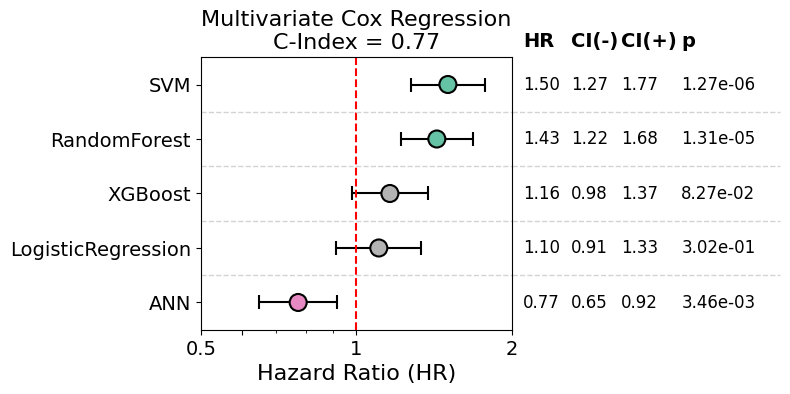 Multivariate Cox Regression
C-Index = 0.77
HR CI(-) CI(+) p
SVM 1.50 1.27 1.77 1.27e-06
RandomForest 1.43 1.22 1.68 1.31e-05
XGBoost 1.16 0.98 1.37 8.27e-02
LogisticRegression 1.10 0.91 1.33 3.02e-01
ANN 0.77 0.65 0.92 3.46e-03
0.5 1 2
Hazard Ratio (HR)